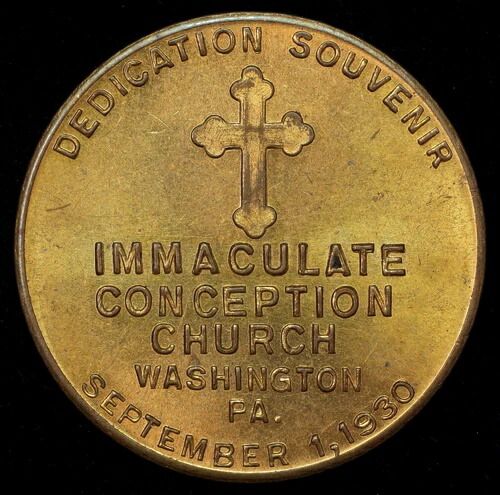 DEDICATION SOUVENIR
IMMACULATE
CONCEPTION
CHURCH
WASHINGTON
PA.
SEPTEMBER 1, 1930